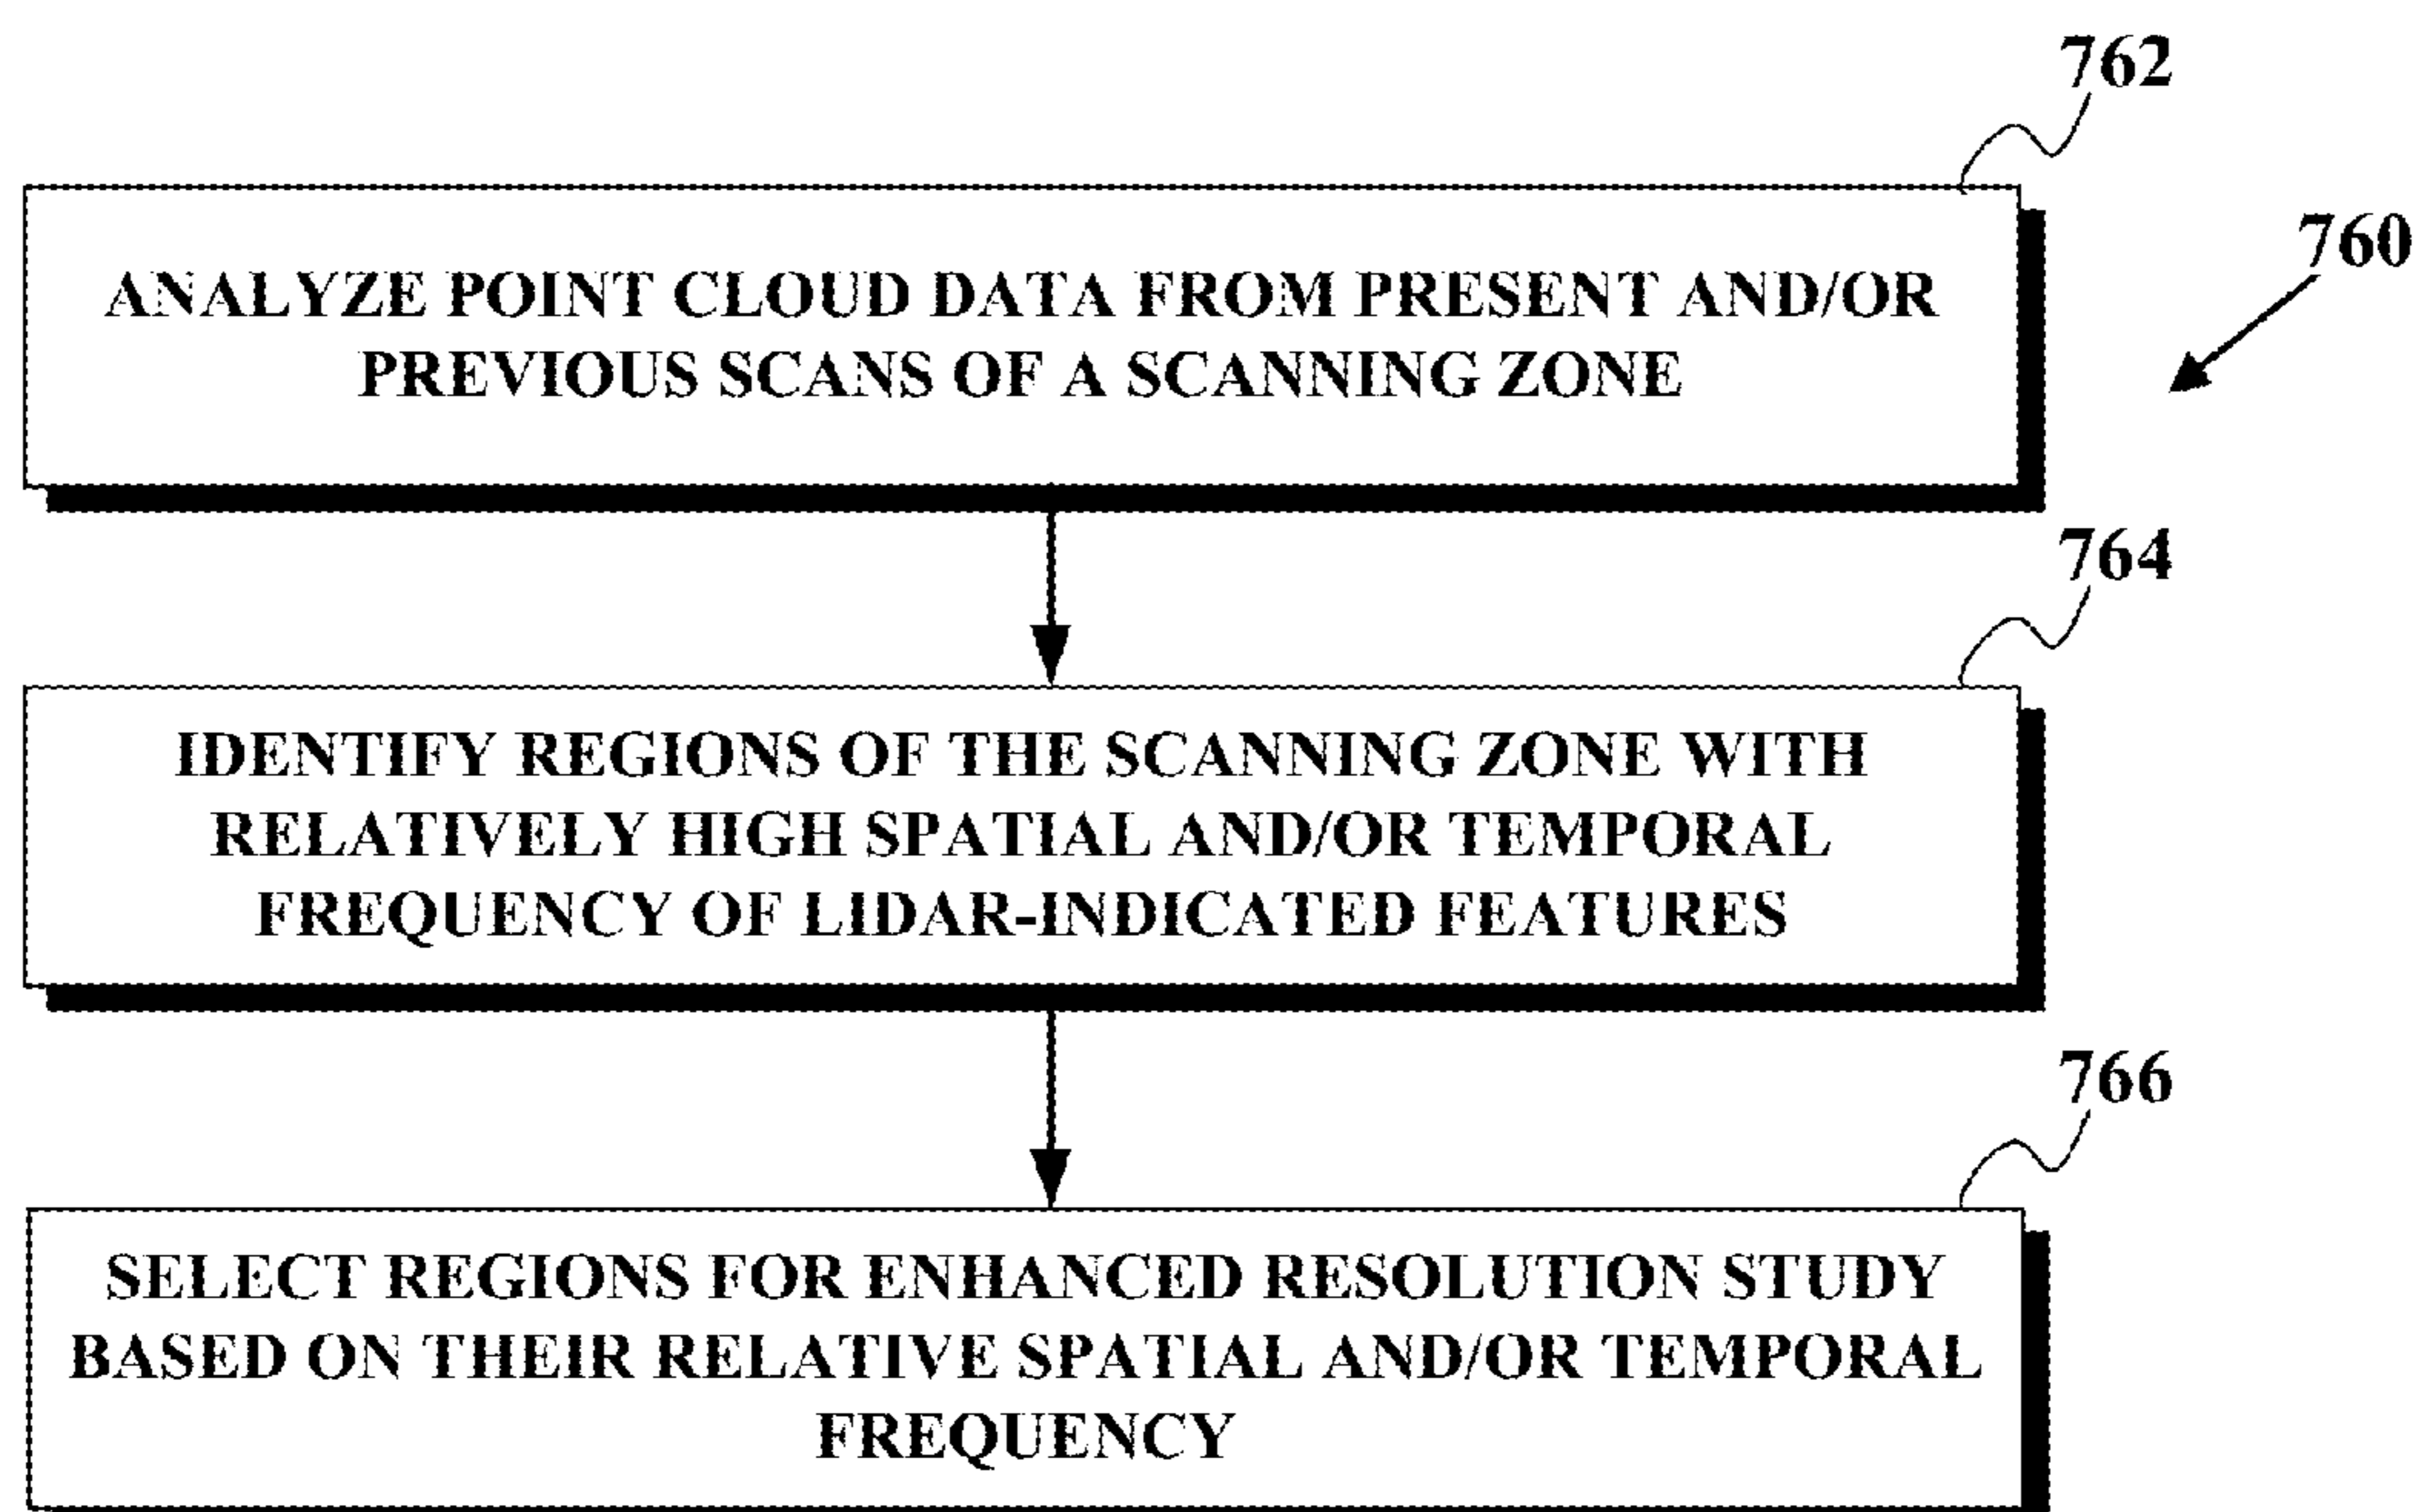 762
760
ANALYZE POINT CLOUD DATA FROM PRESENT AND/OR
PREVIOUS SCANS OF A SCANNING ZONE
764
IDENTIFY REGIONS OF THE SCANNING ZONE WITH
RELATIVELY HIGH SPATIAL AND/OR TEMPORAL
FREQUENCY OF LIDAR-INDICATED FEATURES
766
SELECT REGIONS FOR ENHANCED RESOLUTION STUDY
BASED ON THEIR RELATIVE SPATIAL AND/OR TEMPORAL
FREQUENCY